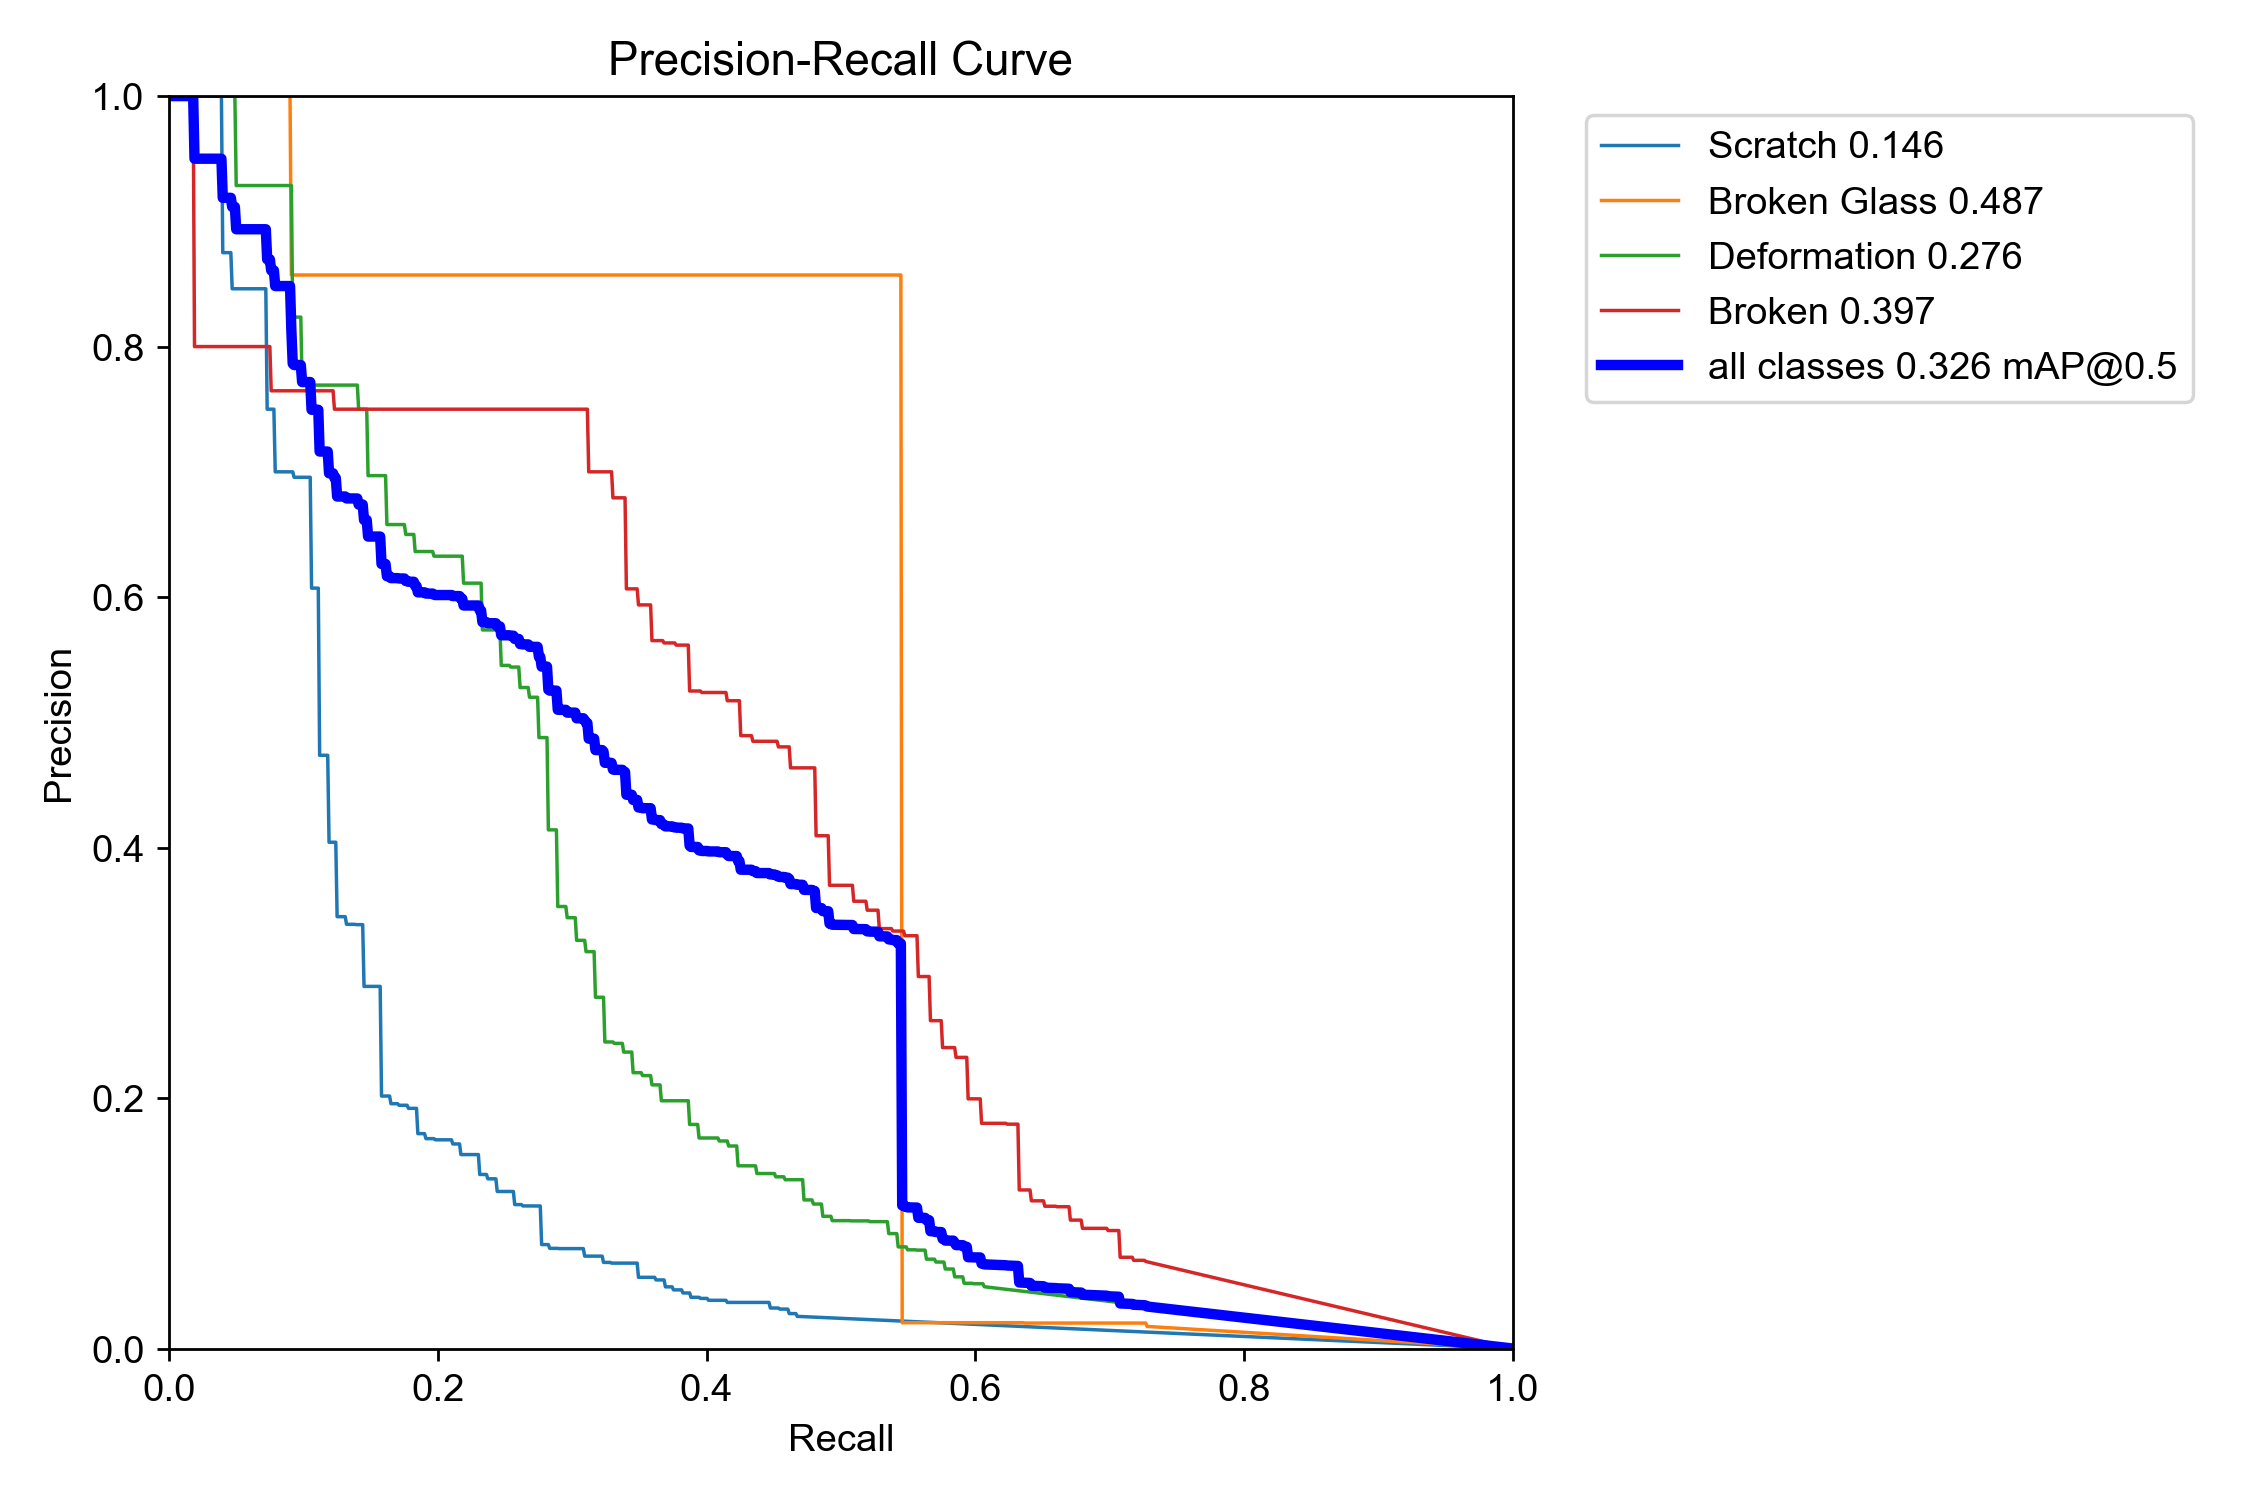 Precision-Recall Curve
1.0
0.8
0.6
0.4
0.2
0.0
Precision
0.0 0.2 0.4 0.6 0.8 1.0
Recall
Scratch 0.146
Broken Glass 0.487
Deformation 0.276
Broken 0.397
all classes 0.326 mAP@0.5